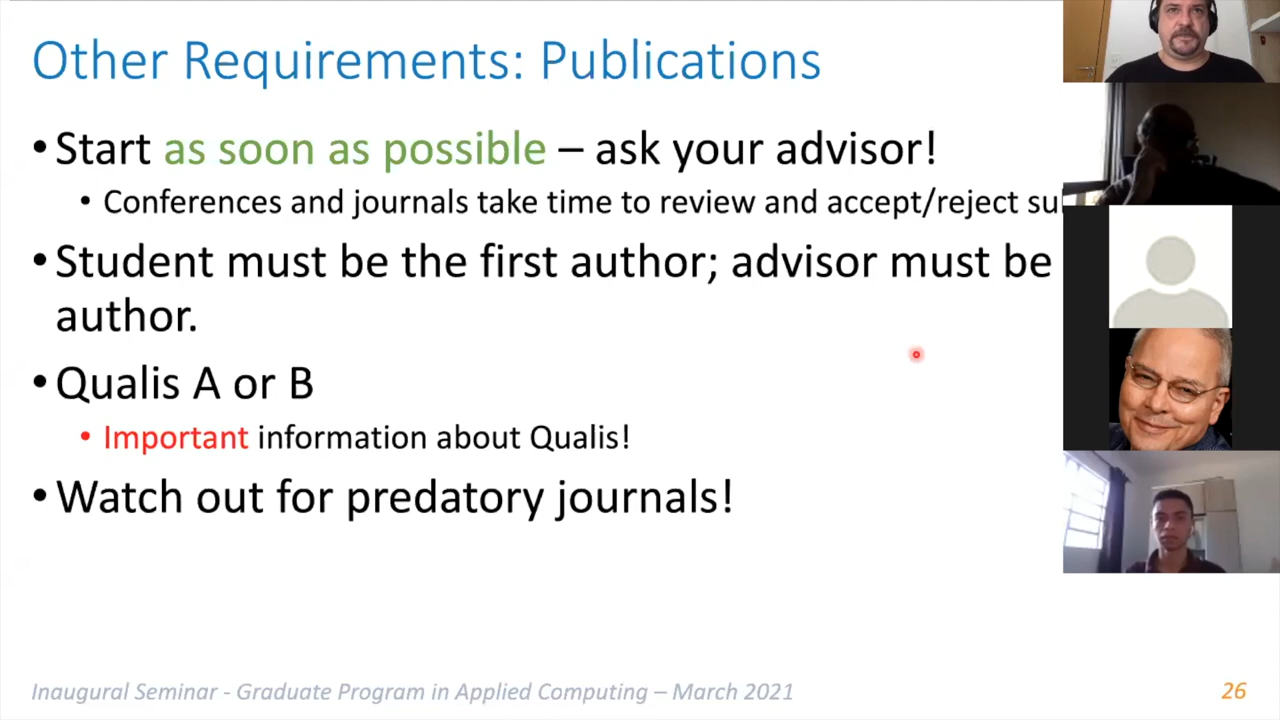 Other Requirements: Publications
• Start as soon as possible – ask your advisor!
• Conferences and journals take time to review and accept/reject
• Student must be the first author; advisor must be
author.
• Qualis A or B
• Important information about Qualis!
• Watch out for predatory journals!
Inaugural Seminar - Graduate Program in Applied Computing – March 2021
26